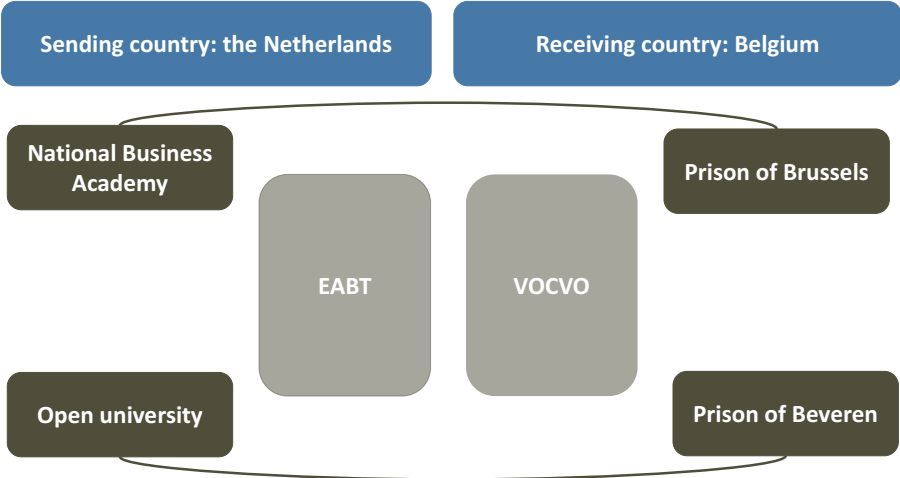 Sending country: the Netherlands
Receiving country: Belgium
National Business
Academy
Prison of Brussels
EABT
VOCVO
Open university
Prison of Beveren